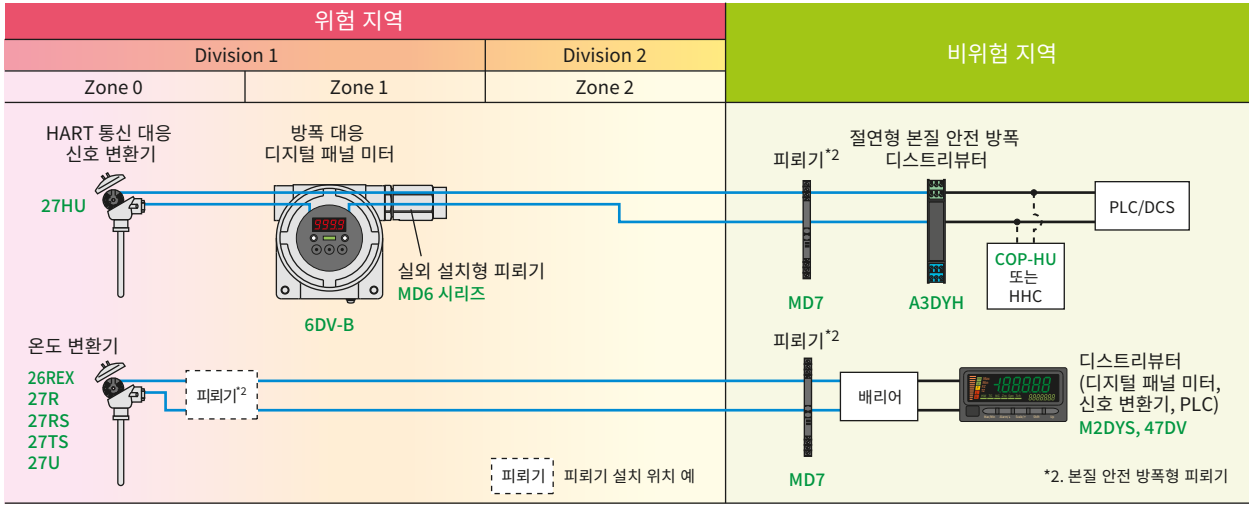 위험 지역
비위험 지역
Division 1
Division 2
Zone 0
Zone 1
Zone 2
HART 통신 대응
신호 변환기
27HU
방폭 대응
디지털 패널 미터
9999
실외 설치형 피뢰기
MD6 시리즈
6DV-B
피뢰기*2
MD7
절연형 본질 안전 방폭
디스트리뷰터
A3DYH
PLC/DCS
COP-HU
또는
HHC
온도 변환기
26REX
27R
27RS
27TS
27U
피뢰기*2
피뢰기*2
MD7
배리어
-188888
디스트리뷰터
(디지털 패널 미터,
신호 변환기, PLC)
M2DYS, 47DV
피뢰기
피뢰기 설치 위치 예
*2. 본질 안전 방폭형 피뢰기